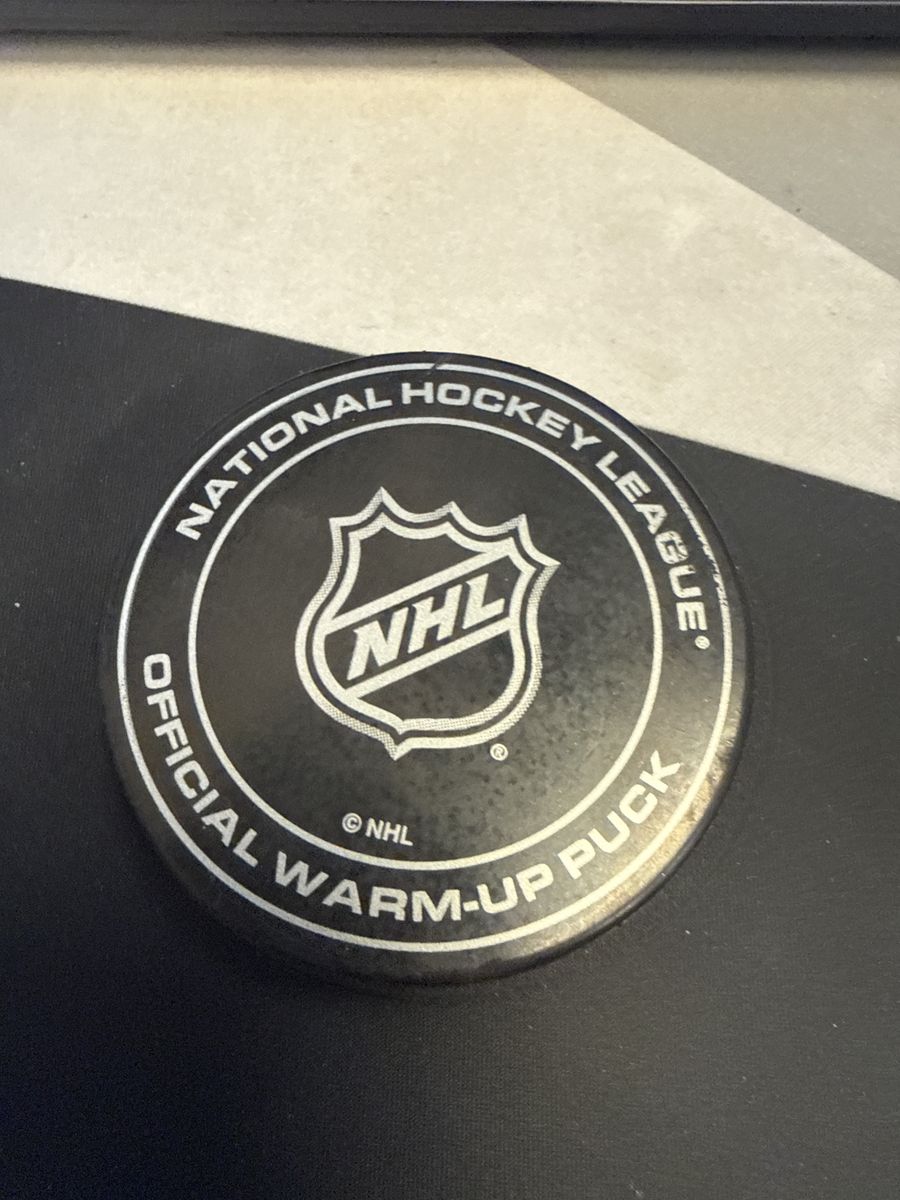 NATIONAL HOCKEY LEAGUE®
NHL
®
© NHL
OFFICIAL WARM-UP PUCK